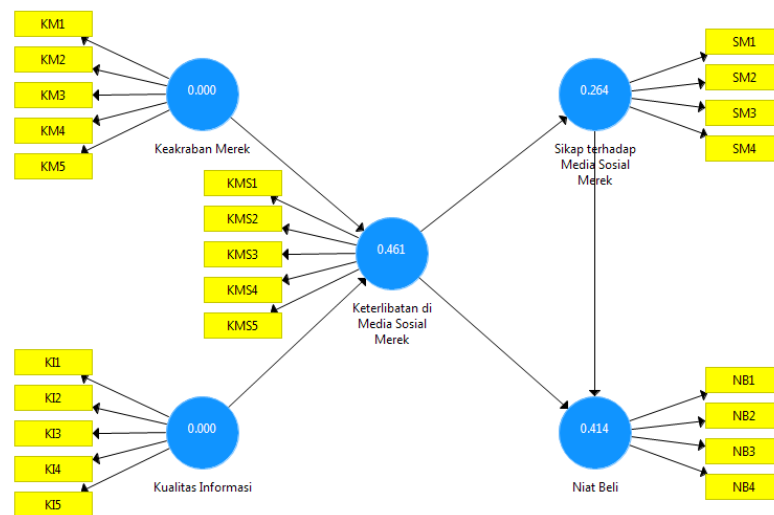 KM1
KM2
KM3
KM4
KM5
0.000
Keakraban Merek
KMS1
KMS2
KMS3
KMS4
KMS5
0.461
Keterlibatan di
Media Sosial
Merek
KI1
KI2
KI3
KI4
KI5
0.000
Kualitas Informasi
0.264
Sikap terhadap
Media Sosial
Merek
SM1
SM2
SM3
SM4
0.414
Niat Beli
NB1
NB2
NB3
NB4